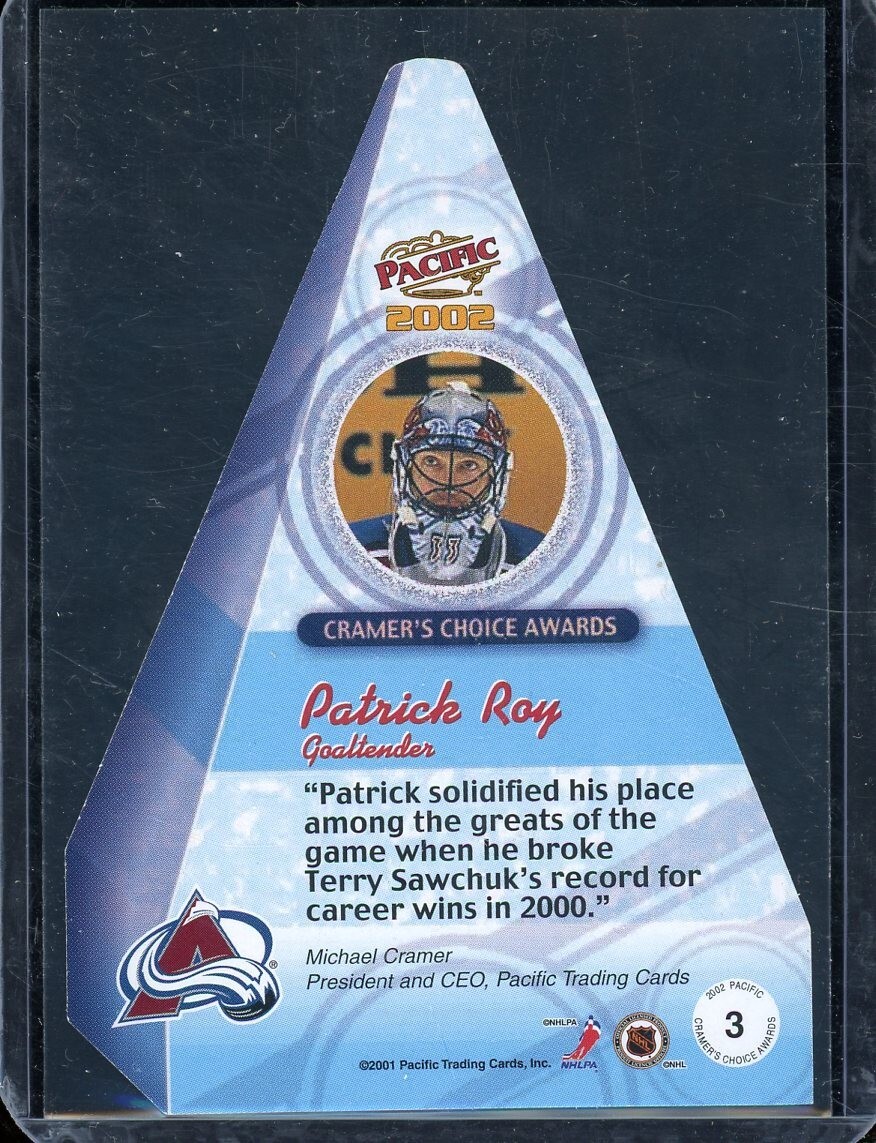 PACIFIC
2002
H
CH
CRAMER'S CHOICE AWARDS
Patrick Roy
Goaltender
“Patrick solidified his place
among the greats of the
game when he broke
Terry Sawchuk’s record for
career wins in 2000.”
Michael Cramer
President and CEO, Pacific Trading Cards
®
©NHLPA
NHLPA
NHL
©NHL
2002 PACIFIC
3
CRAMER'S CHOICE AWARDS
©2001 Pacific Trading Cards, Inc.